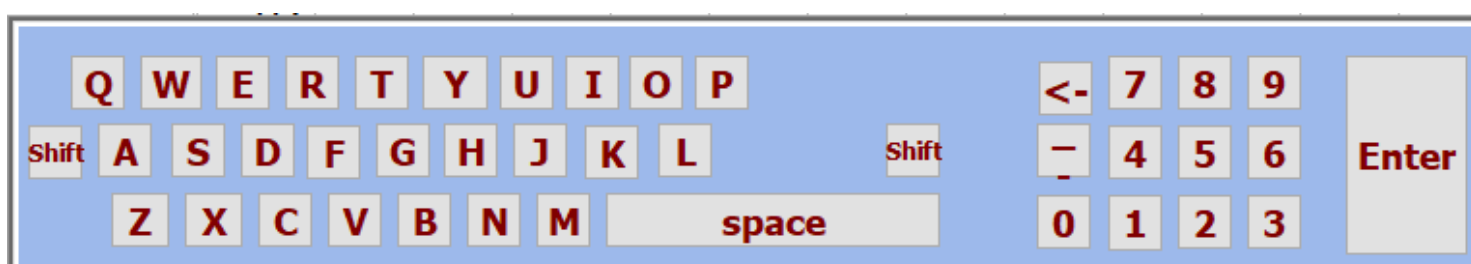 Q W E R T Y U I O P <- 7 8 9
Shift A S D F G H J K L Shift _ - 4 5 6 Enter
Z X C V B N M space 0 1 2 3